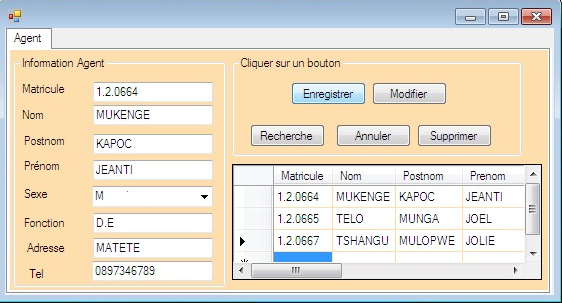 Agent
Information Agent
Matricule 1.2.0664
Nom MUKENGE
Postnom KAPOC
Prénom JEANTI
Sexe M
Fonction D.E
Adresse MATETE
Tel 0897346789
Cliquer sur un bouton
Enregistrer Modifier
Recherche Annuler Supprimer
Matricule Nom Postnom Prenom
1.2.0664 MUKENGE KAPOC JEANTI
1.2.0665 TELO MUNGA JOEL
1.2.0667 TSHANGU MULOPWE JOLIE